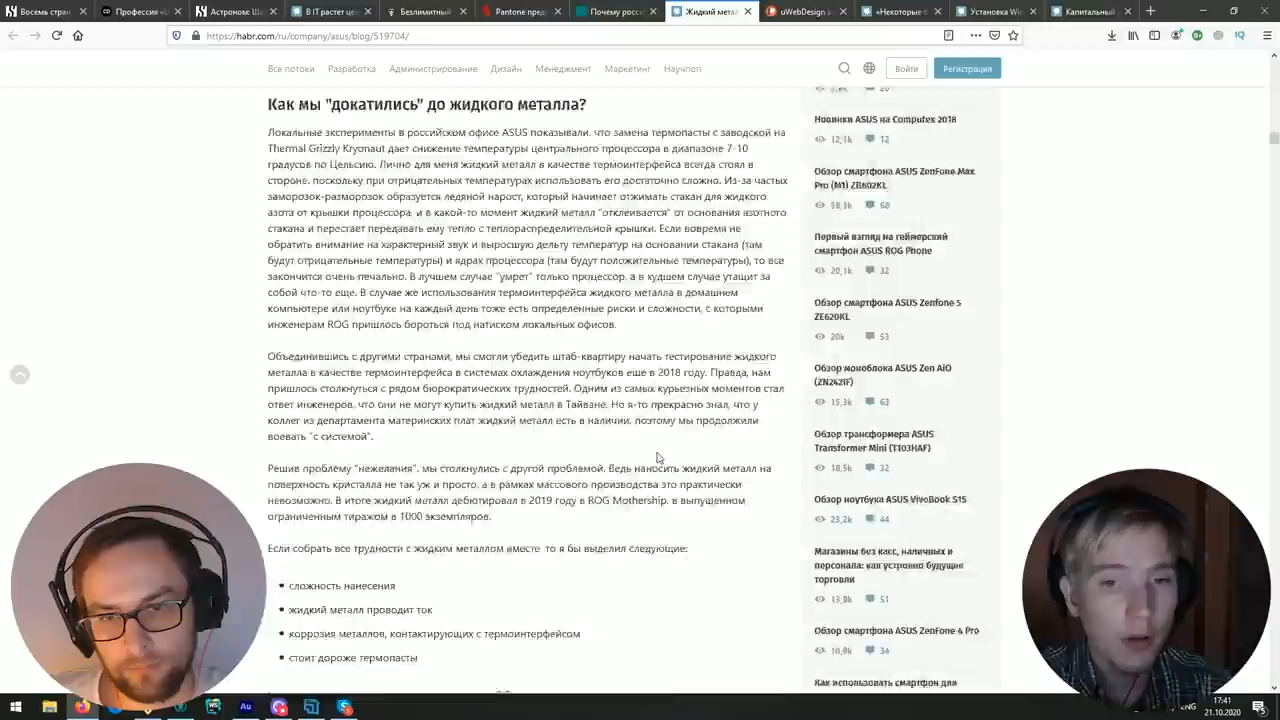 Восемь стран
Професси
Астроном: Ша
В IT растет це
Безлимитный
Pantone пред
Почему росс
Жидкий метал
uWebDesign
«Некоторые
Установка Wi
Капитальный
https://habr.com/ru/company/asus/blog/519704/
Все потоки Разработка Администрирование Дизайн Менеджмент Маркетинг Научпоп
Войти
Регистрация
Как мы "докатились" до жидкого металла?
Локальные эксперименты в российском офисе ASUS показывали, что замена термопасты с заводской на
Thermal Grizzly Kryonaut дает снижение температуры центрального процессора в диапазоне 7-10
градусов по Цельсию. Лично для меня жидкий металл в качестве термоинтерфейса всегда стоял в
стороне, поскольку при отрицательных температурах использовать его достаточно сложно. Из-за частых
заморозок-разморозок образуется ледяной нарост, который начинает отжимать стакан для жидкого
азота от крышки процессора, и в какой-то момент жидкий металл "отклеивается" от основания азотного
стакана и перестает передавать ему тепло с теплораспределительной крышки. Если вовремя не
обратить внимание на характерный звук и выросшую дельту температур на основании стакана (там
будут отрицательные температуры) и ядрах процессора (там будут положительные температуры), то все
закончится очень печально. В лучшем случае "умрет" только процессор, а в худшем случае утащит за
собой что-то еще. В случае же использования термоинтерфейса жидкого металла в домашнем
компьютере или ноутбуке на каждый день тоже есть определенные риски и сложности, с которыми
инженерам ROG пришлось бороться под натиском локальных офисов.
Объединившись с другими странами, мы смогли убедить штаб-квартиру начать тестирование жидкого
металла в качестве термоинтерфейса в системах охлаждения ноутбуков еще в 2018 году. Правда, нам
пришлось столкнуться с рядом бюрократических трудностей. Одним из самых курьезных моментов стал
ответ инженеров, что они не могут купить жидкий металл в Тайване. Но я-то прекрасно знал, что у
коллег из департамента материнских плат жидкий металл есть в наличии, поэтому мы продолжили
воевать "с системой".
Решив проблему "нежелания", мы столкнулись с другой проблемой. Ведь наносить жидкий металл на
поверхность кристалла не так уж и просто, а в рамках массового производства это практически
невозможно. В итоге жидкий металл дебютировал в 2019 году в ROG Mothership, в выпущенном
ограниченным тиражом в 1000 экземпляров.
Если собрать все трудности с жидким металлом вместе то я бы выделил следующие:
сложность нанесения
жидкий металл проводит ток
коррозия металлов, контактирующих с термоинтерфейсом
стоит дороже термопасты
Новинки ASUS на Computex 2018
12,1k 12
Обзор смартфона ASUS ZenFone Max
Pro (M1) ZB602KL
68
Первый взгляд на геймерский
смартфон ASUS ROG Phone
20,1k 32
Обзор смартфона ASUS Zenfone 5
ZE620KL
20k 53
Обзор моноблока ASUS Zen AiO
(ZN242IF)
15,3k 63
Обзор трансформера ASUS
Transformer Mini (T103HAF)
18,5k 32
Обзор ноутбука ASUS VivoBook S15
23,2k 44
Магазины без касс, наличных и
персонала: как устроено будущее
торговли
51
Обзор смартфона ASUS ZenFone 4 Pro
34
Как использовать смартфон для
17:41
21.10.2020